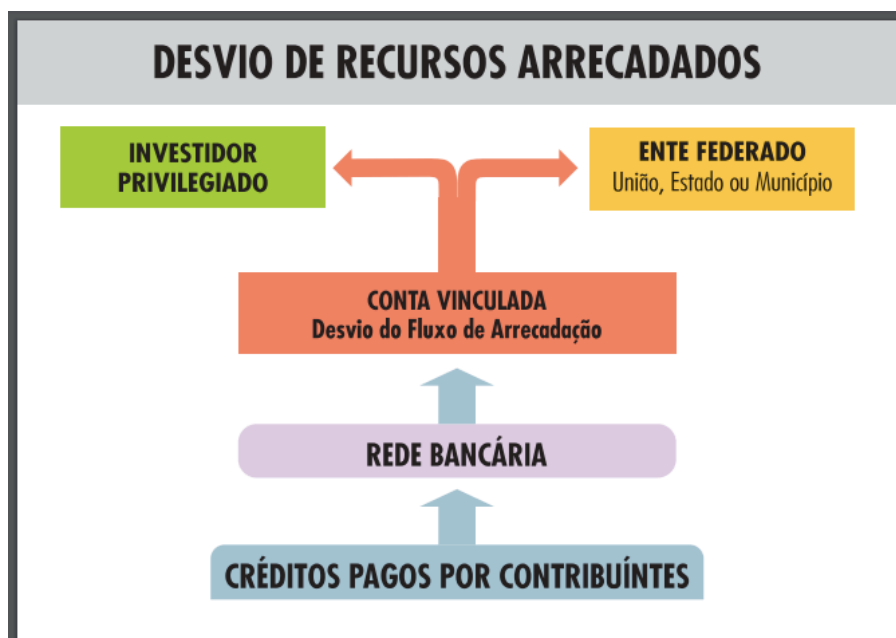 DESVIO DE RECURSOS ARRECADADOS
INVESTIDOR
PRIVILEGIADO
ENTE FEDERADO
União, Estado ou Município
CONTA VINCULADA
Desvio do Fluxo de Arrecadação
REDE BANCÁRIA
CRÉDITOS PAGOS POR CONTRIBUÍNTES